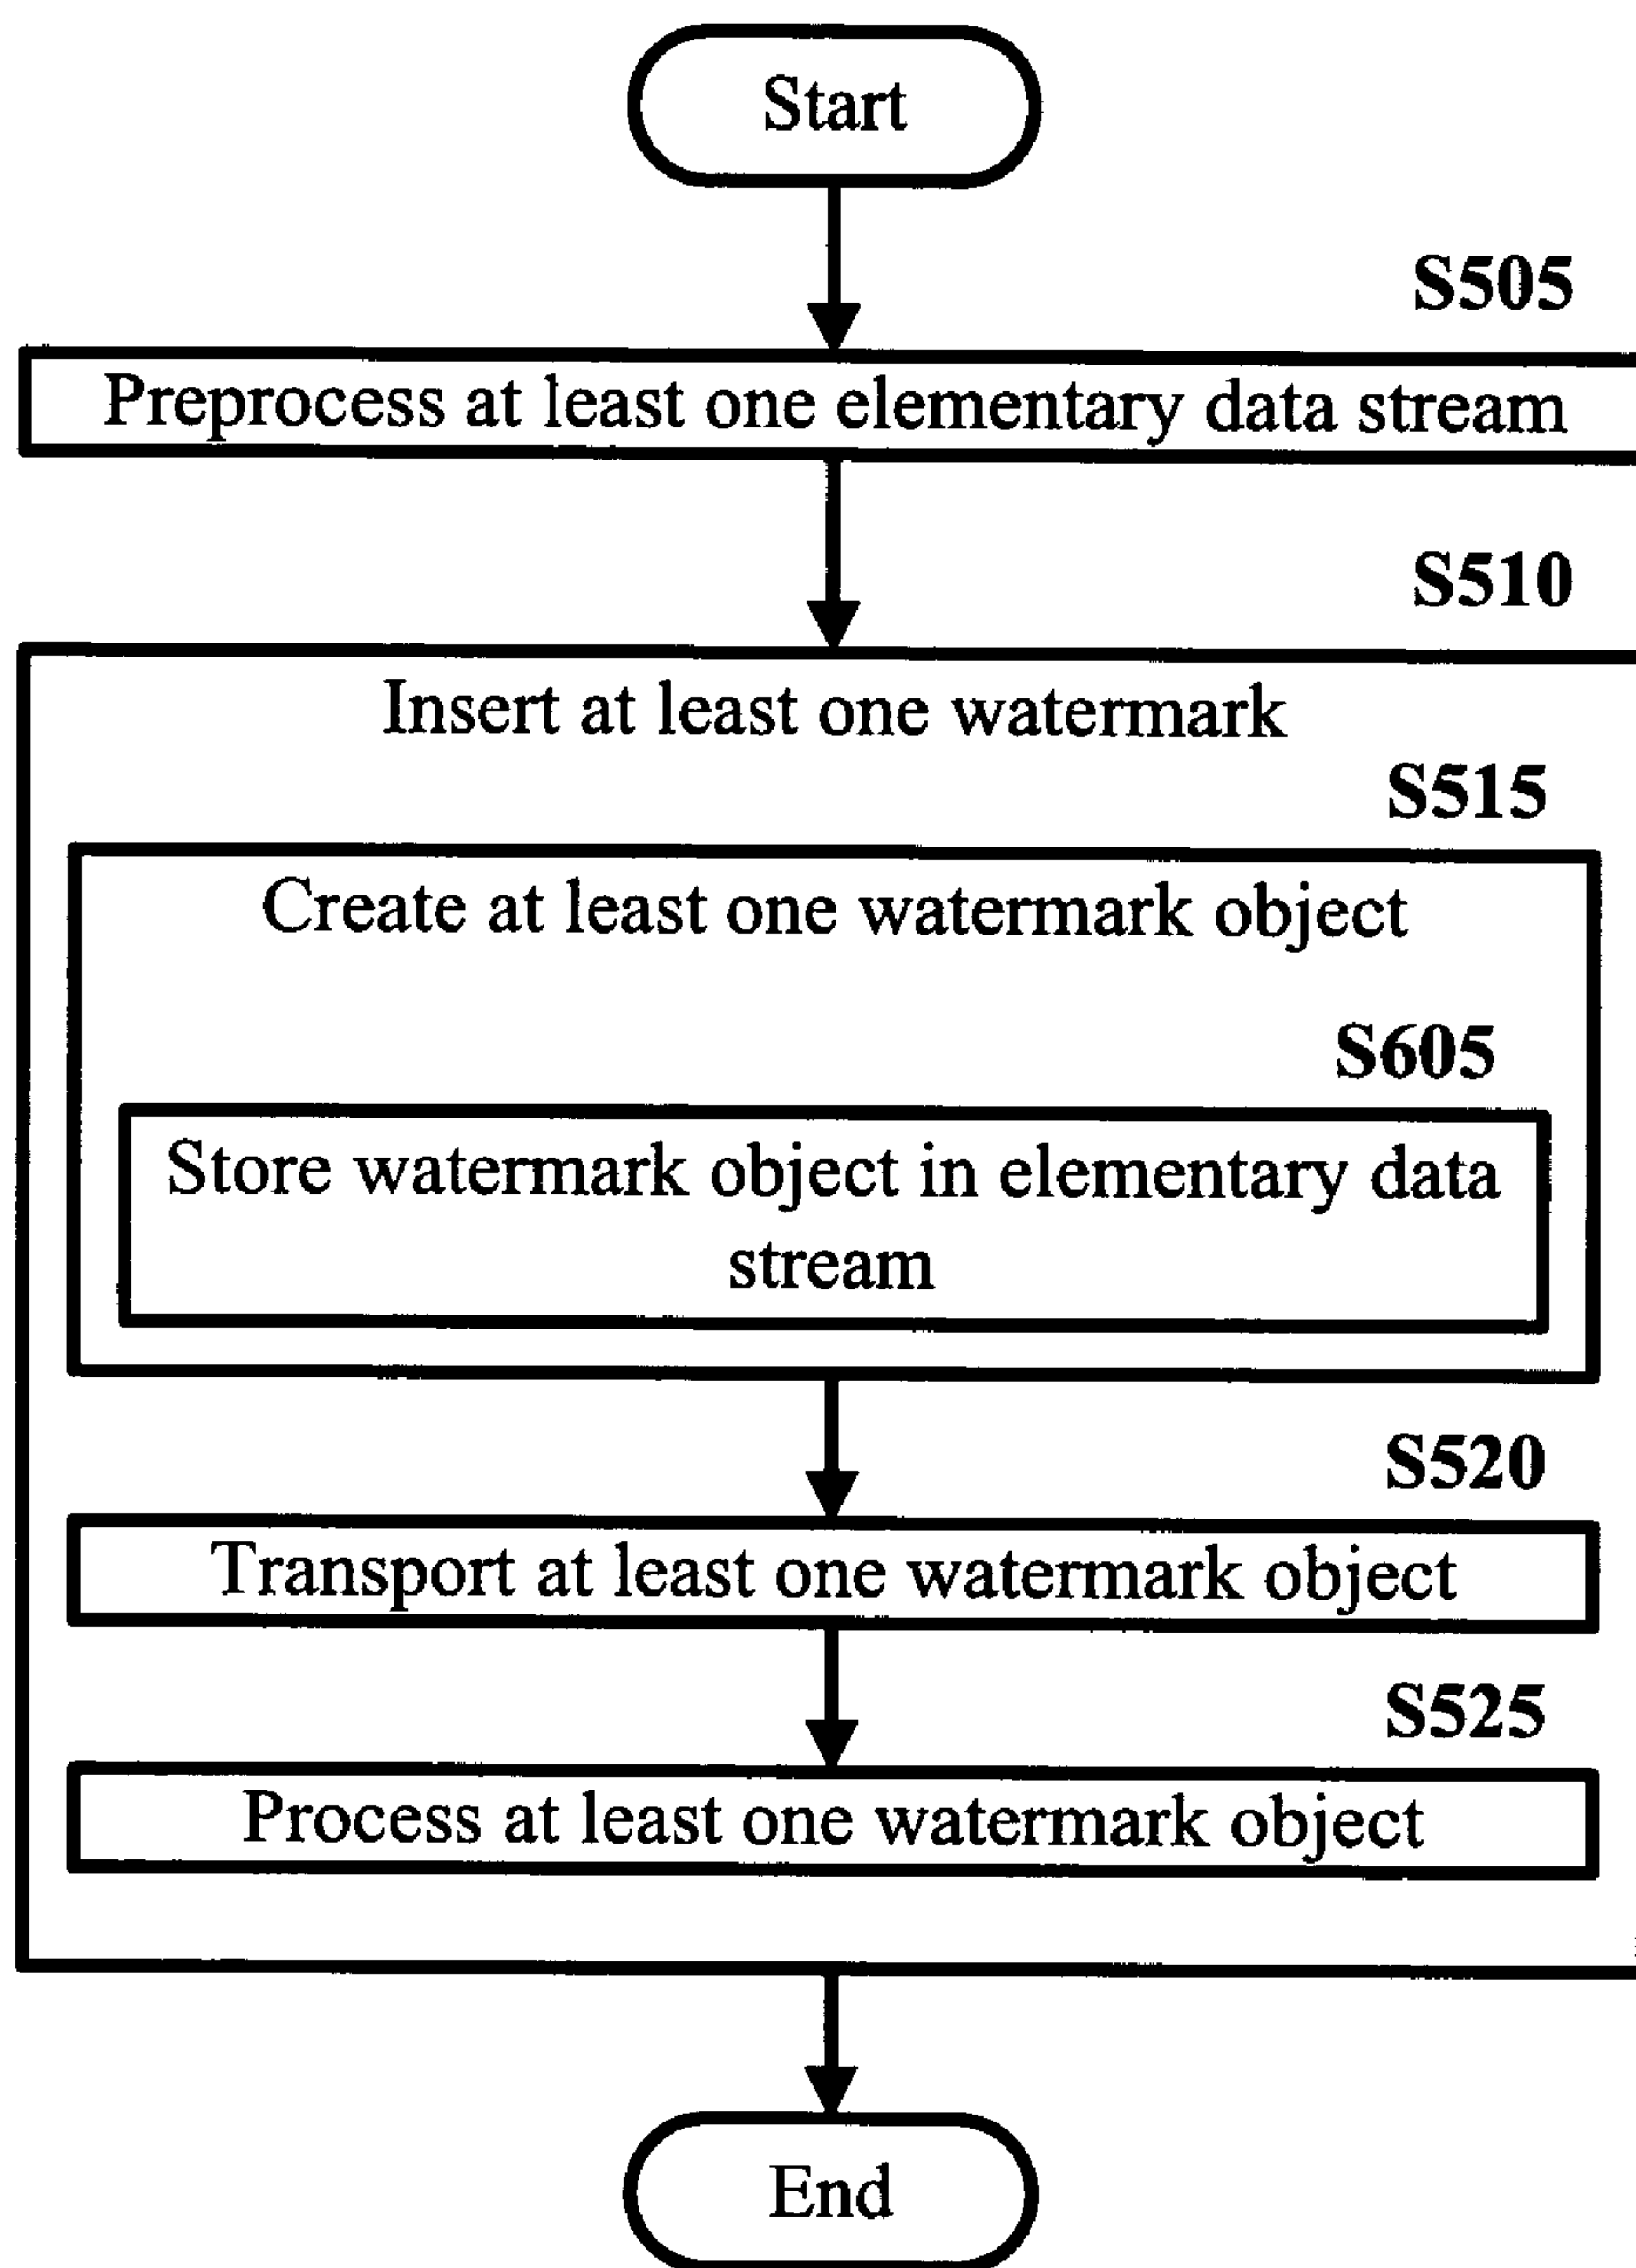 Start
S505
Preprocess at least one elementary data stream
S510
Insert at least one watermark
S515
Create at least one watermark object
S605
Store watermark object in elementary data
stream
S520
Transport at least one watermark object
S525
Process at least one watermark object
End